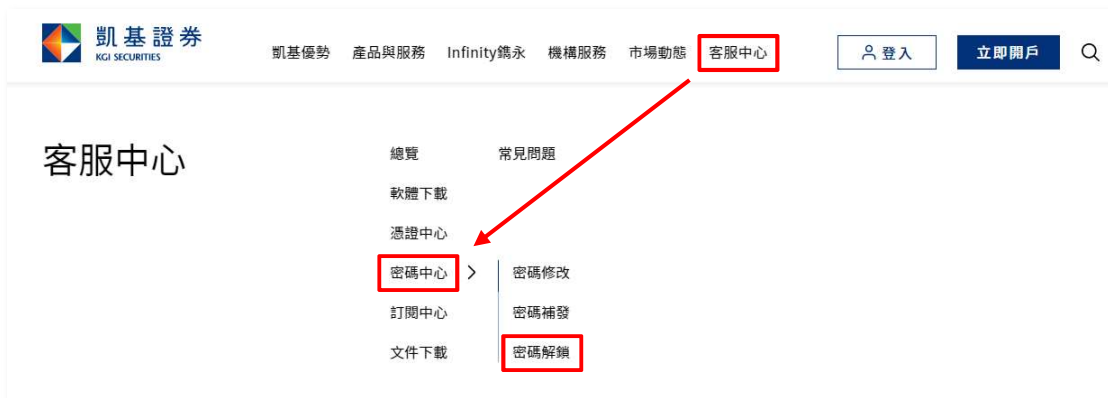 凱基證券
KGI SECURITIES
凱基優勢 產品與服務 Infinity鐫永 機構服務 市場動態 客服中心 登入 立即開戶
客服中心
總覽 常見問題
軟體下載
憑證中心
密碼中心 密碼修改
訂閱中心 密碼補發
文件下載 密碼解鎖